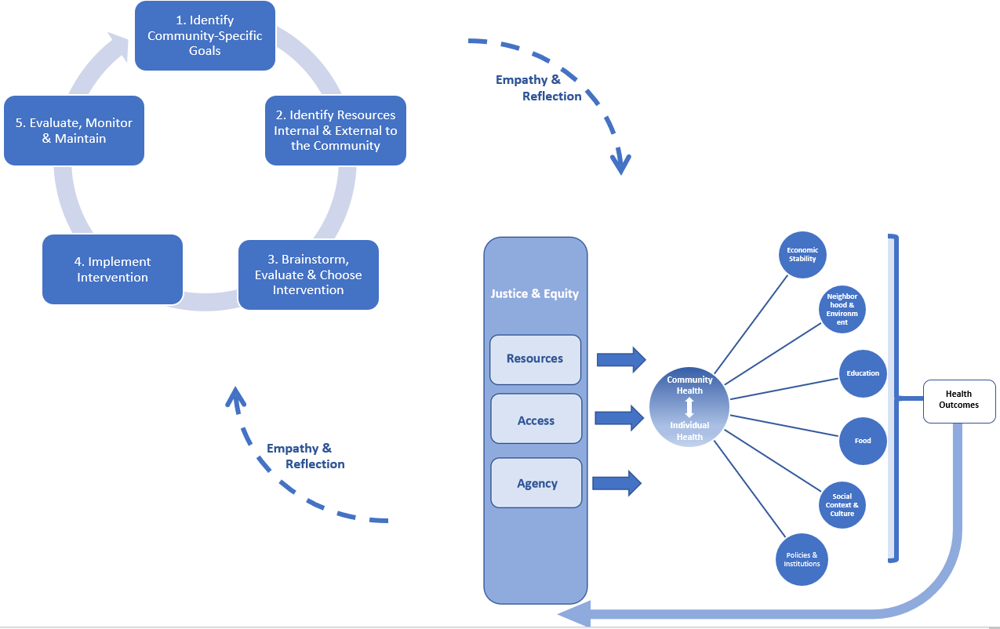 1. Identify
Community-Specific
Goals
2. Identify Resources
Internal & External to
the Community
3. Brainstorm,
Evaluate & Choose
Intervention
4. Implement
Intervention
5. Evaluate, Monitor
& Maintain
Empathy &
Reflection
Empathy &
Reflection
Justice & Equity
Resources
Access
Agency
Community
Health
Individual
Health
Economic
Stability
Neighbor
hood &
Environm
ent
Education
Food
Social
Context &
Culture
Policies &
Institutions
Health
Outcomes